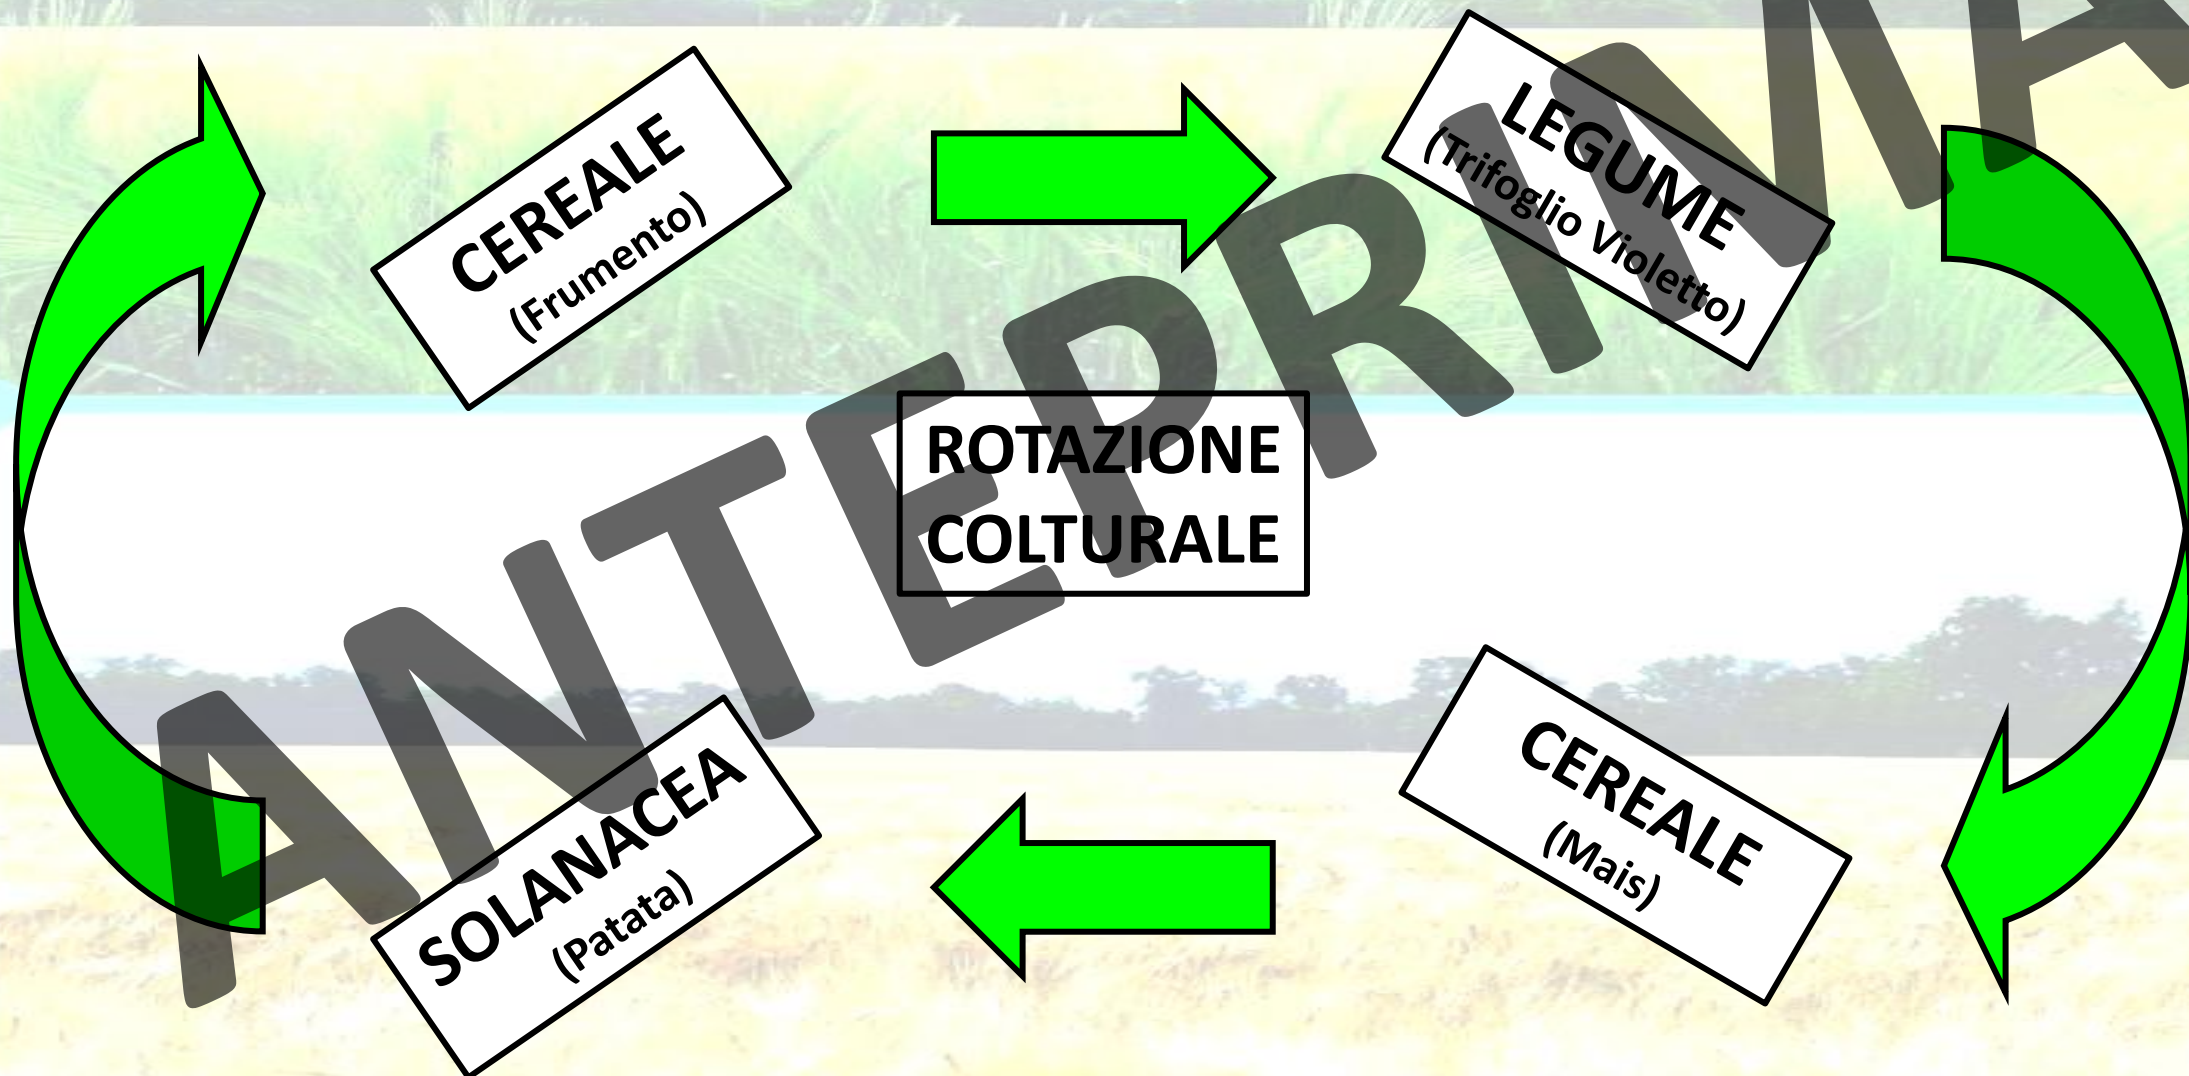 CEREALE
(Frumento)
LEGUME
(Trifoglio Violetto)
ROTAZIONE
COLTURALE
CEREALE
(Mais)
SOLANACEA
(Patata)
ANTEPRIMA